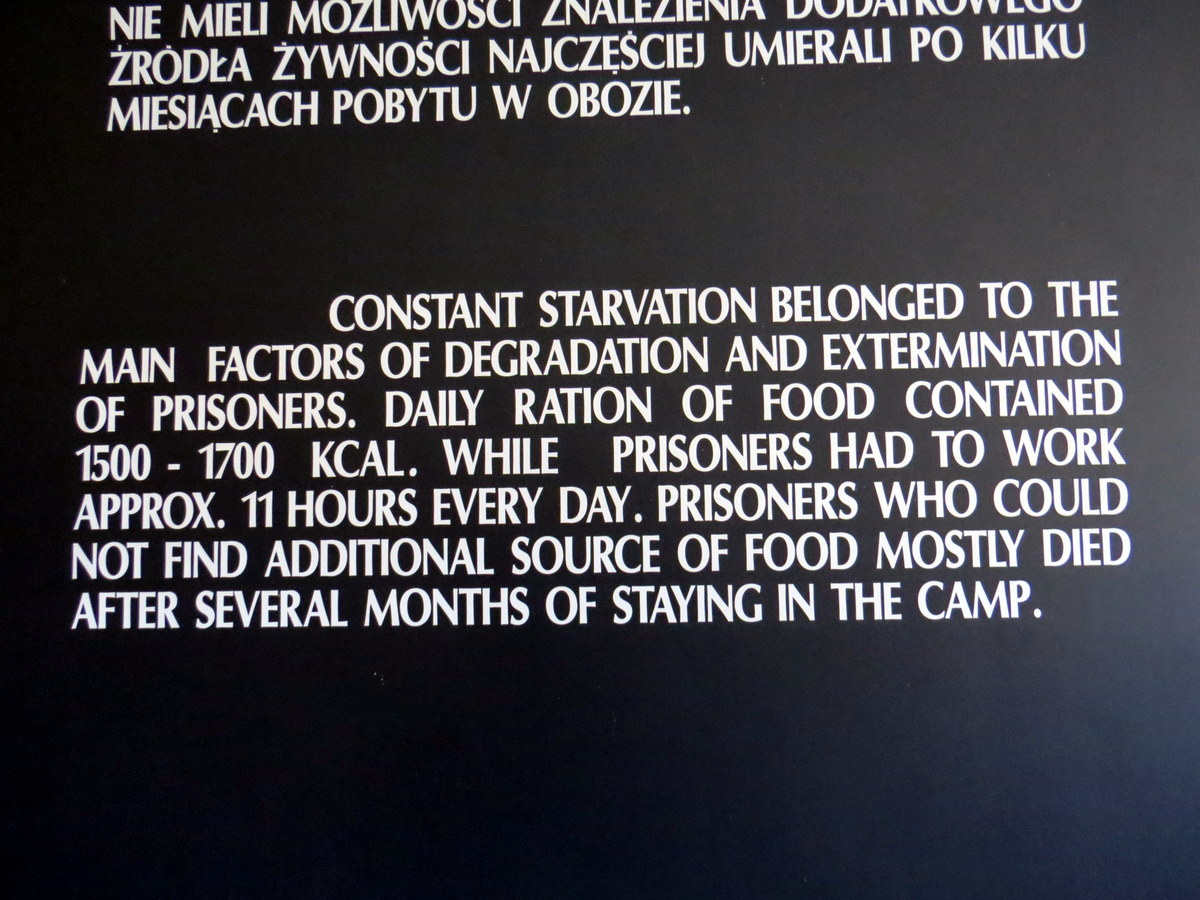 NIE MIELI MOŻLIWOŚCI ZNALEZIENIA DODATKOWEGO
ŹRÓDŁA ŻYWNOŚCI NAJCZĘŚCIEJ UMIERALI PO KILKU
MIESIĄCACH POBYTU W OBOZIE.
CONSTANT STARVATION BELONGED TO THE
MAIN FACTORS OF DEGRADATION AND EXTERMINATION
OF PRISONERS. DAILY RATION OF FOOD CONTAINED
1500 - 1700 KCAL. WHILE PRISONERS HAD TO WORK
APPROX. 11 HOURS EVERY DAY. PRISONERS WHO COULD
NOT FIND ADDITIONAL SOURCE OF FOOD MOSTLY DIED
AFTER SEVERAL MONTHS OF STAYING IN THE CAMP.